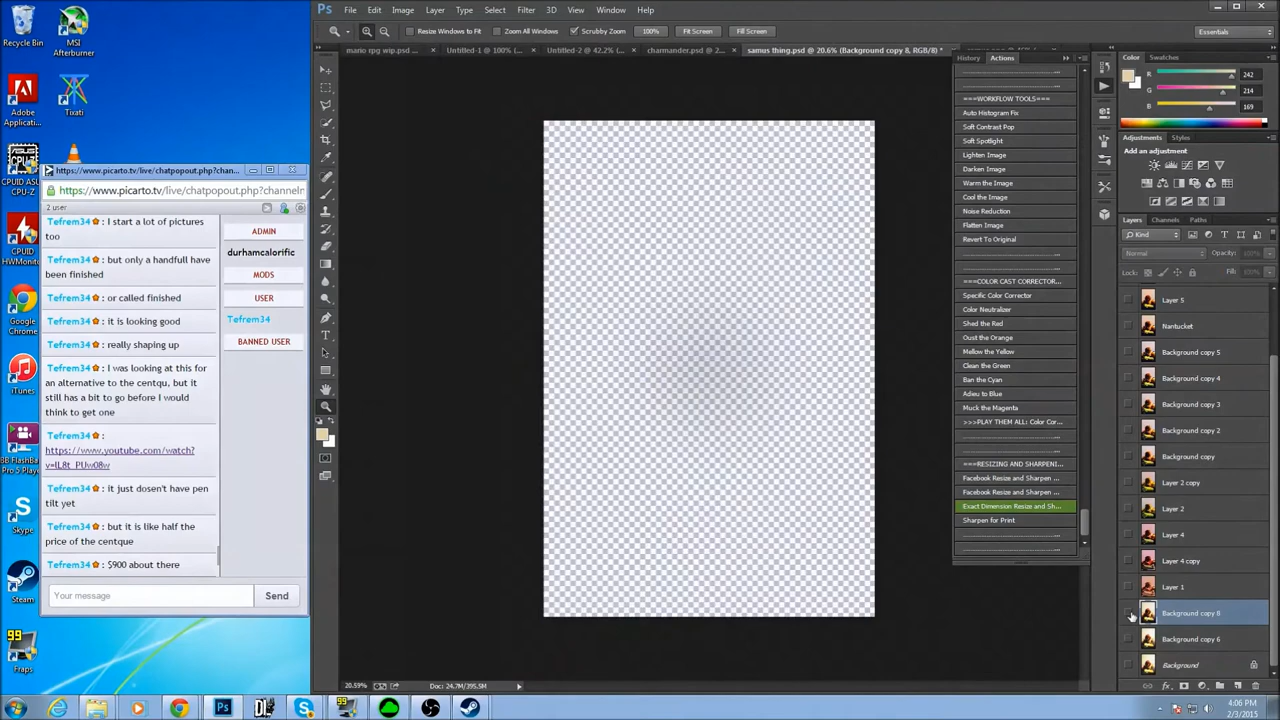 Recycle Bin
MSI Afterburner
Adobe Applicati...
Tixati
CPUID ASU CPU-Z
CPUID HWMonitor
Google Chrome
iTunes
BB FlashBa Pro 5 Player
Skype
Steam
Fraps
https://www.picarto.tv/live/chatpopout.php?chan...
https://www.picarto.tv/live/chatpopout.php?channeln
2 user
Tefrem34 : I start a lot of pictures
too
Tefrem34 : but only a handfull have
been finished
Tefrem34 : or called finished
Tefrem34 : it is looking good
Tefrem34 : really shaping up
Tefrem34 : I was looking at this for
an alternative to the centqu, but it
still has a bit to go before I would
think to get one
Tefrem34 :
https://www.youtube.com/watch?
v=lL8t_PUw08w
Tefrem34 : it just dosen't have pen
tilt yet
Tefrem34 : but it is like half the
price of the centque
Tefrem34 : $900 about there
ADMIN
durhamcalorific
MODS
USER
Tefrem34
BANNED USER
Your message
Send
Ps File Edit Image Layer Type Select Filter 3D View Window Help
Resize Windows to Fit Zoom All Windows Scrubby Zoom 100% Fit Screen Fill Screen
Essentials
mario rpg wip.psd ... × Untitled-1 @ 100% (... × Untitled-2 @ 42.2% (... × charmander.psd @ 2... × samus thing.psd @ 20.6% (Background copy 8, RGB/8) *
History Actions
===WORKFLOW TOOLS===
Auto Histogram Fix
Soft Contrast Pop
Soft Spotlight
Lighten Image
Darken Image
Warm the Image
Cool the Image
Noise Reduction
Flatten Image
Revert To Original
===COLOR CAST CORRECTOR...
Specific Color Corrector
Color Neutralizer
Shed the Red
Oust the Orange
Mellow the Yellow
Clean the Green
Ban the Cyan
Adieu to Blue
Muck the Magenta
>>>PLAY THEM ALL: Color Cor...
===RESIZING AND SHARPENI...
Facebook Resize and Sharpen ...
Facebook Resize and Sharpen ...
Exact Dimension Resize and Sh...
Sharpen for Print
Color Swatches
R 242
G 214
B 169
Adjustments Styles
Add an adjustment
Layers Channels Paths
Kind
Normal Opacity:
Lock: Fill:
Layer 5
Nantucket
Background copy 5
Background copy 4
Background copy 3
Background copy 2
Background copy
Layer 2 copy
Layer 2
Layer 4
Layer 4 copy
Layer 1
Background copy 8
Background copy 6
Background
20.59% Doc: 24.7M/395.5M
4:06 PM
2/3/2015